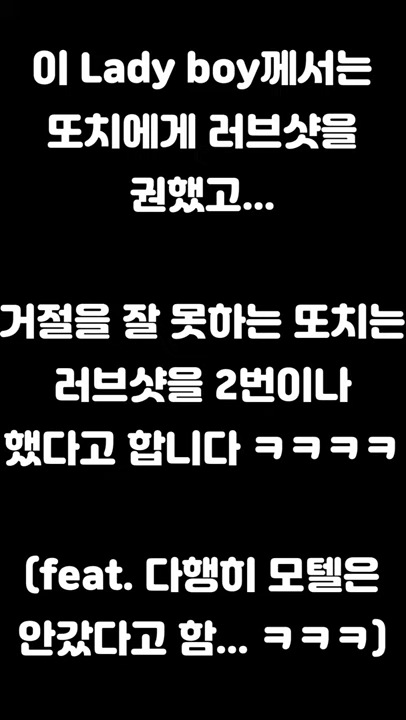 이 Lady boy께서는
또치에게 러브샷을
권했고...
거절을 잘 못하는 또치는
러브샷을 2번이나
했다고 합니다 ㅋㅋㅋㅋ
(feat. 다행히 모텔은
안갔다고 함... ㅋㅋㅋ)